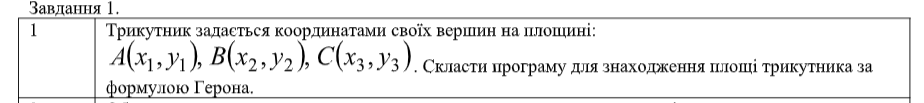 Завдання 1.
1 Трикутник задається координатами своїх вершин на площині:
A(x₁, y₁), B(x₂, y₂), C(x₃, y₃). Скласти програму для знаходження площі трикутника за
формулою Герона.